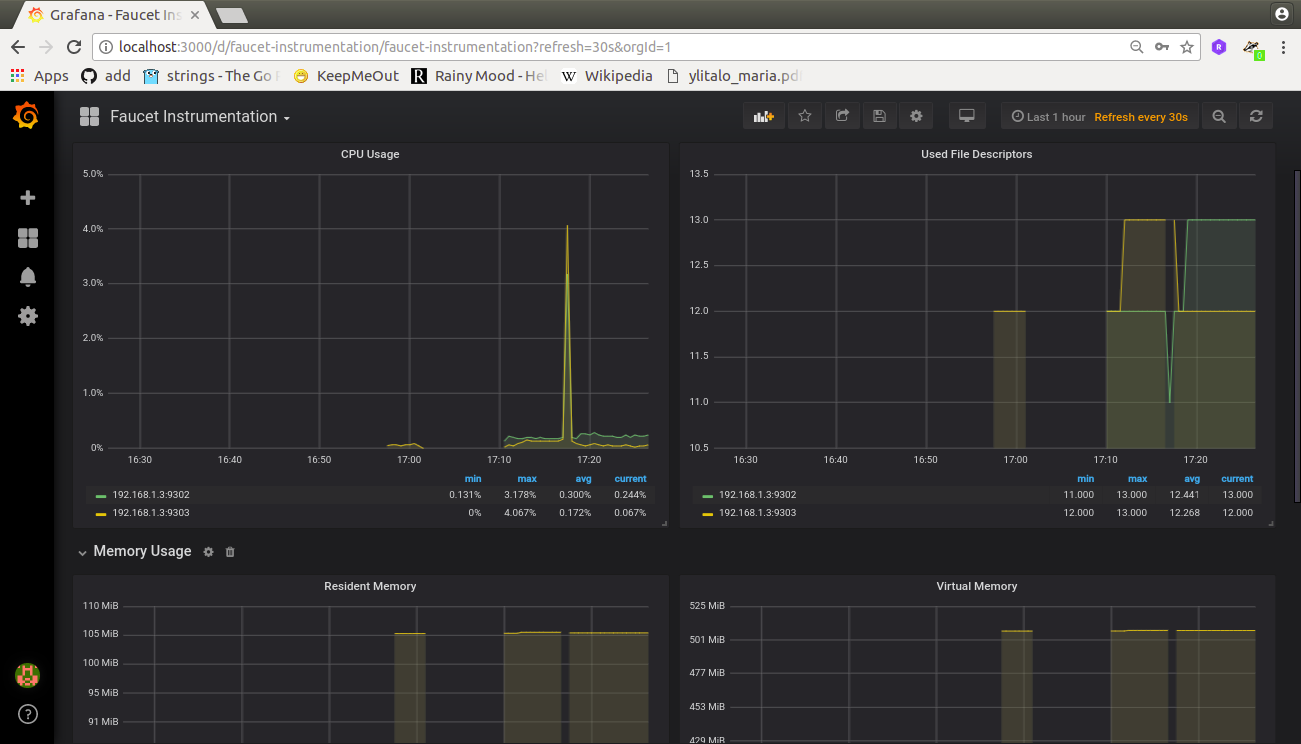 Grafana - Faucet Ins
localhost:3000/d/faucet-instrumentation/faucet-instrumentation?refresh=30s&orgId=1
Apps add strings - The Go KeepMeOut R Rainy Mood - Hel W Wikipedia ylitalo_maria.pd
Faucet Instrumentation
Last 1 hour Refresh every 30s
CPU Usage
5.0%
4.0%
3.0%
2.0%
1.0%
0%
16:30 16:40 16:50 17:00 17:10 17:20
min max avg current
192.168.1.3:9302 0.131% 3.178% 0.300% 0.244%
192.168.1.3:9303 0% 4.067% 0.172% 0.067%
Used File Descriptors
13.5
13.0
12.5
12.0
11.5
11.0
10.5
16:30 16:40 16:50 17:00 17:10 17:20
min max avg current
192.168.1.3:9302 11.000 13.000 12.441 13.000
192.168.1.3:9303 12.000 13.000 12.268 12.000
Memory Usage
Resident Memory
110 MiB
105 MiB
100 MiB
95 MiB
91 MiB
Virtual Memory
525 MiB
501 MiB
477 MiB
453 MiB
429 MiB